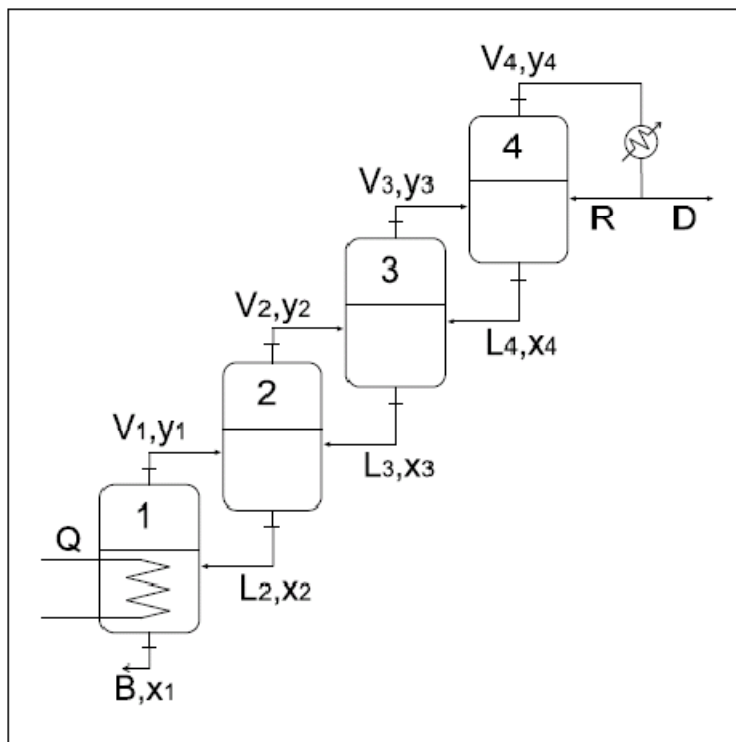 V4,y4
4
V3,y3
R D
3
V2,y2
L4,x4
2
V1,y1
L3,x3
1
Q
L2,x2
B,x1